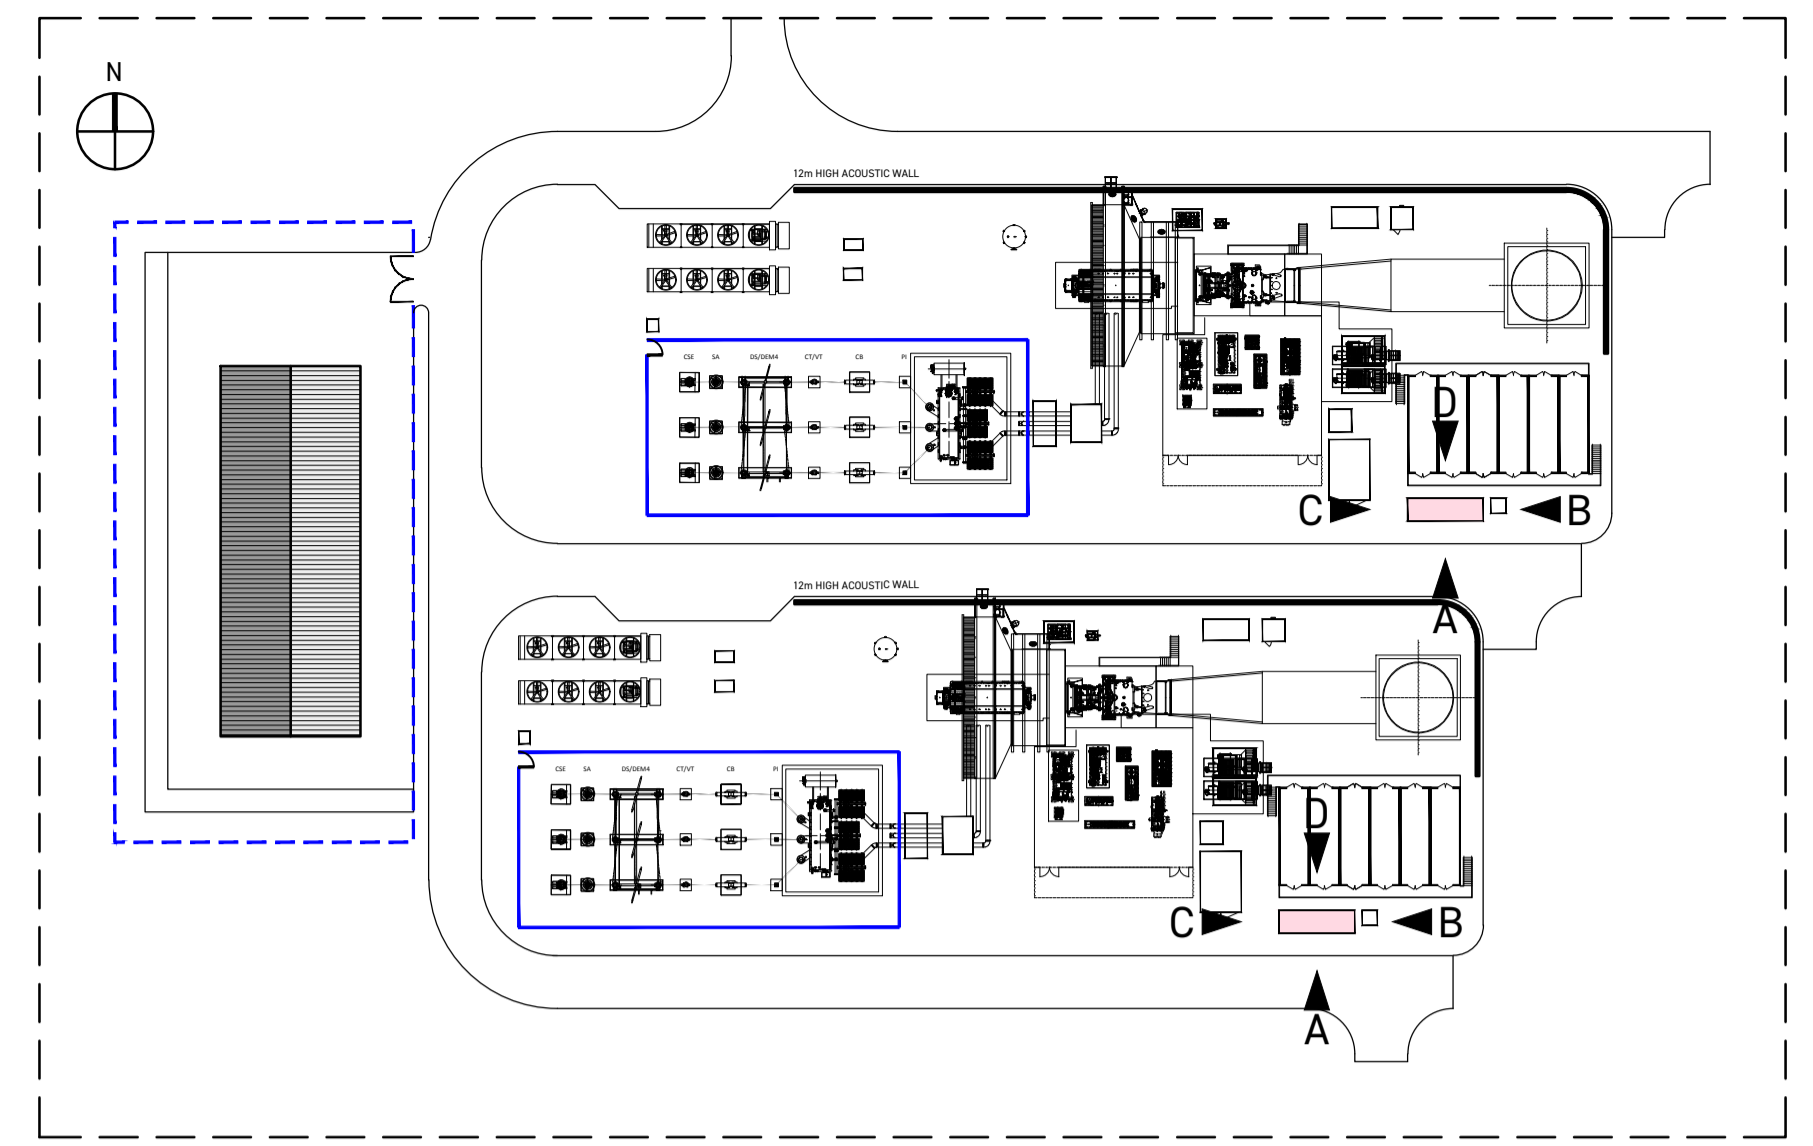 N
12m HIGH ACOUSTIC WALL
CSE SA DS/DEM4 CT/VT CB PI
D
C B
A
12m HIGH ACOUSTIC WALL
CSE SA DS/DEM4 CT/VT CB PI
D
C B
A